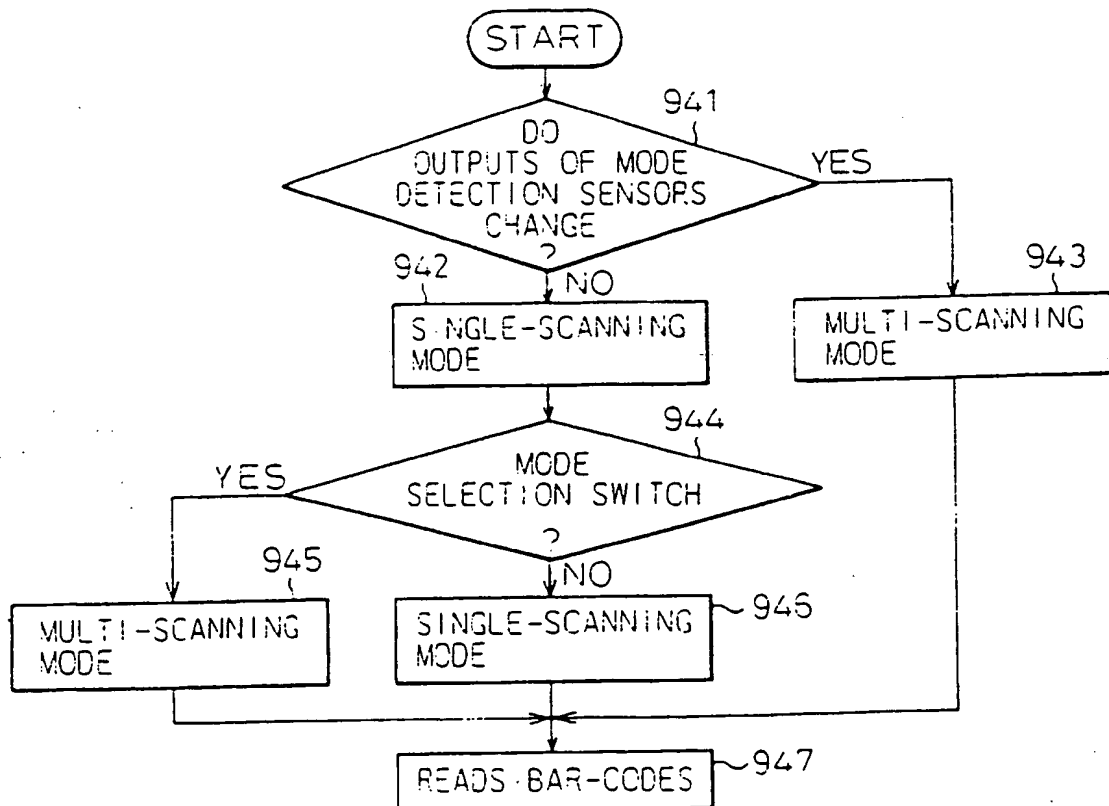 START
941
DO
OUTPUTS OF MODE
DETECTION SENSORS
CHANGE
?
YES
942
NO
943
SINGLE-SCANNING
MODE
MULTI-SCANNING
MODE
944
MODE
SELECTION SWITCH
?
YES
NO
945
MULTI-SCANNING
MODE
SINGLE-SCANNING
MODE
946
READS BAR-CODES
947